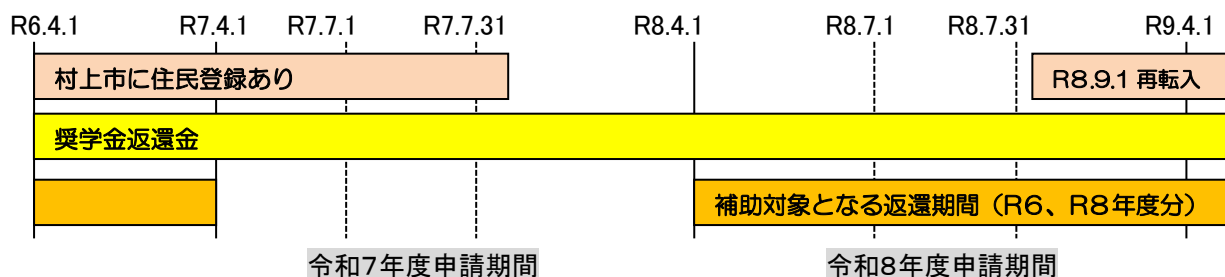 R6.4.1 R7.4.1 R7.7.1 R7.7.31 R8.4.1 R8.7.1 R8.7.31 R9.4.1
村上市に住民登録あり R8.9.1 再転入
奨学金返還金
補助対象となる返還期間（R6、R8年度分）
令和7年度申請期間 令和8年度申請期間